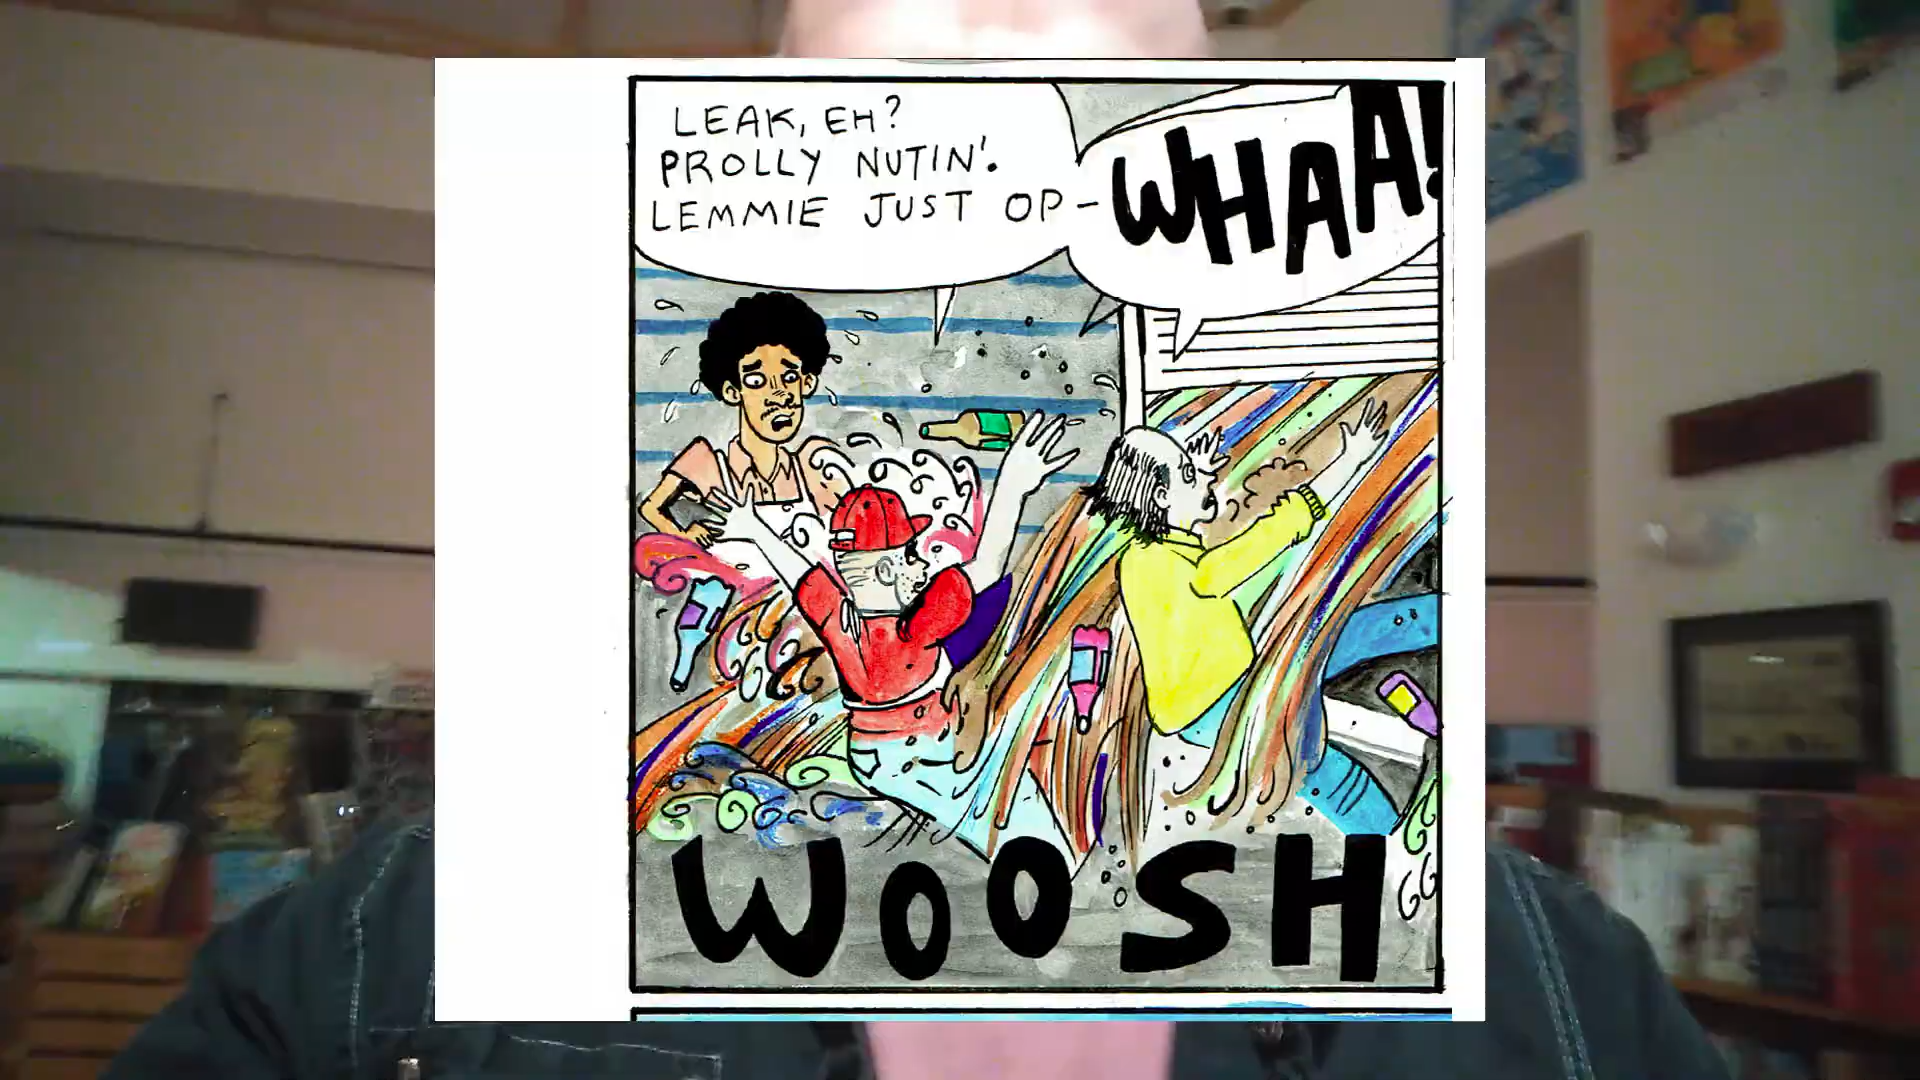 LEAK, EH?
PROLLY NUTIN'.
LEMMIE JUST OP-
WHAA!
WOOSH